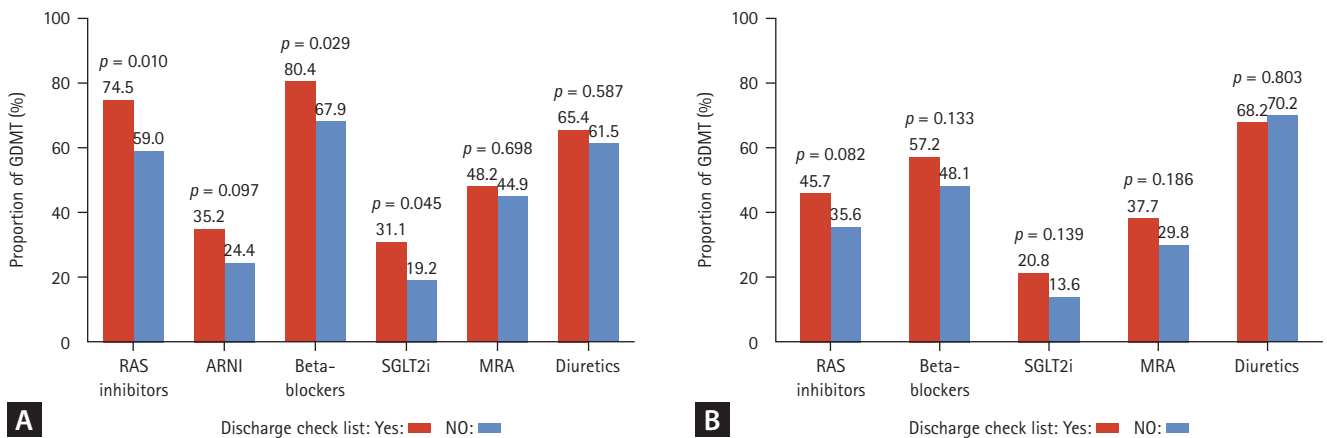 Proportion of GDMT (%)
100
80
60
40
20
0
p = 0.010
74.5
59.0
p = 0.097
35.2
24.4
p = 0.029
80.4
67.9
p = 0.045
31.1
19.2
p = 0.698
48.2
44.9
p = 0.587
65.4
61.5
RAS
inhibitors
ARNI
Beta-
blockers
SGLT2i
MRA
Diuretics
A
Discharge check list: Yes: NO:
Proportion of GDMT (%)
100
80
60
40
20
0
p = 0.082
45.7
35.6
p = 0.133
57.2
48.1
p = 0.139
20.8
13.6
p = 0.186
37.7
29.8
p = 0.803
68.2
70.2
RAS
inhibitors
Beta-
blockers
SGLT2i
MRA
Diuretics
B
Discharge check list: Yes: NO: